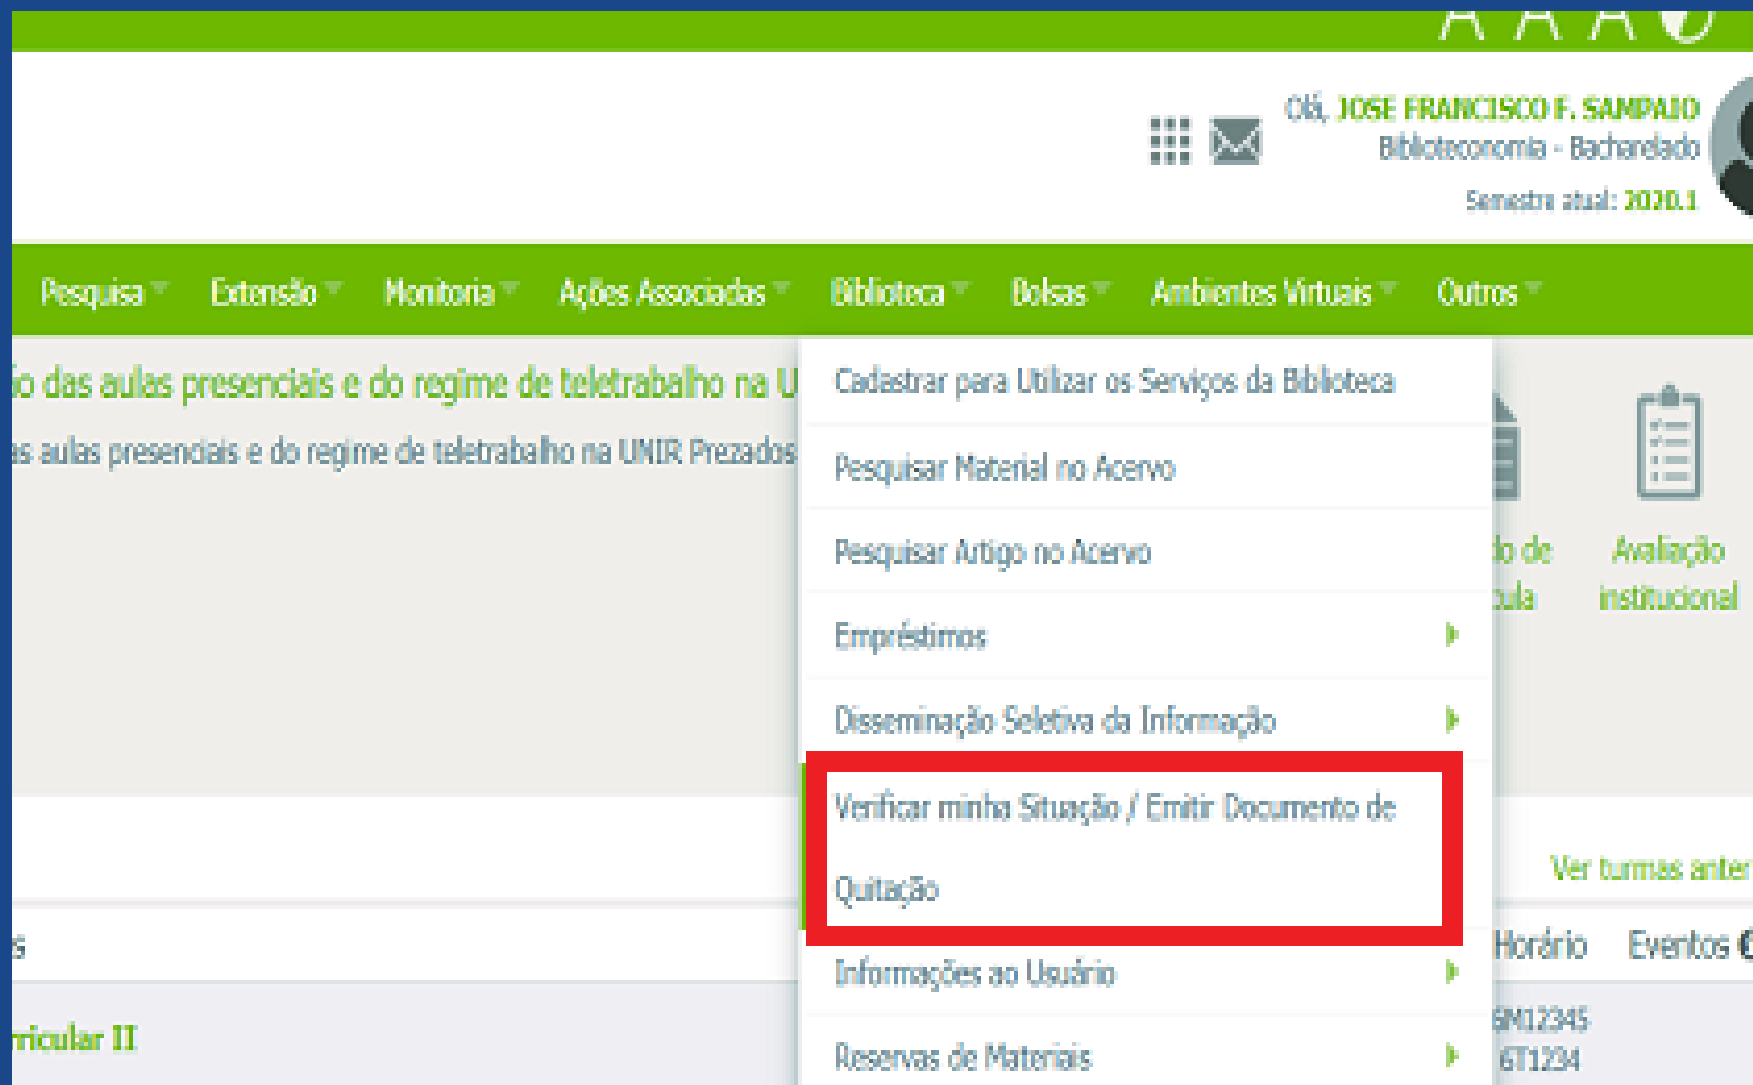 A A A
Olá, JOSE FRANCISCO F. SAMPAIO
Biblioteconomia - Bacharelado
Semestre atual: 2020.1
Pesquisa Extensão Monitoria Ações Associadas Biblioteca Bolsas Ambientes Virtuais Outros
ão das aulas presenciais e do regime de teletrabalho na U
as aulas presenciais e do regime de teletrabalho na UNIR Prezados
Cadastrar para Utilizar os Serviços da Biblioteca
Pesquisar Material no Acervo
Pesquisar Artigo no Acervo
Empréstimos
Disseminação Seletiva da Informação
Verificar minha Situação / Emitir Documento de
Quitação
Informações ao Usuário
Reservas de Materiais
do de
cula
Avaliação
institucional
Ver turmas anter
s
Horário Eventos
rricular II
6M12345
6T1234